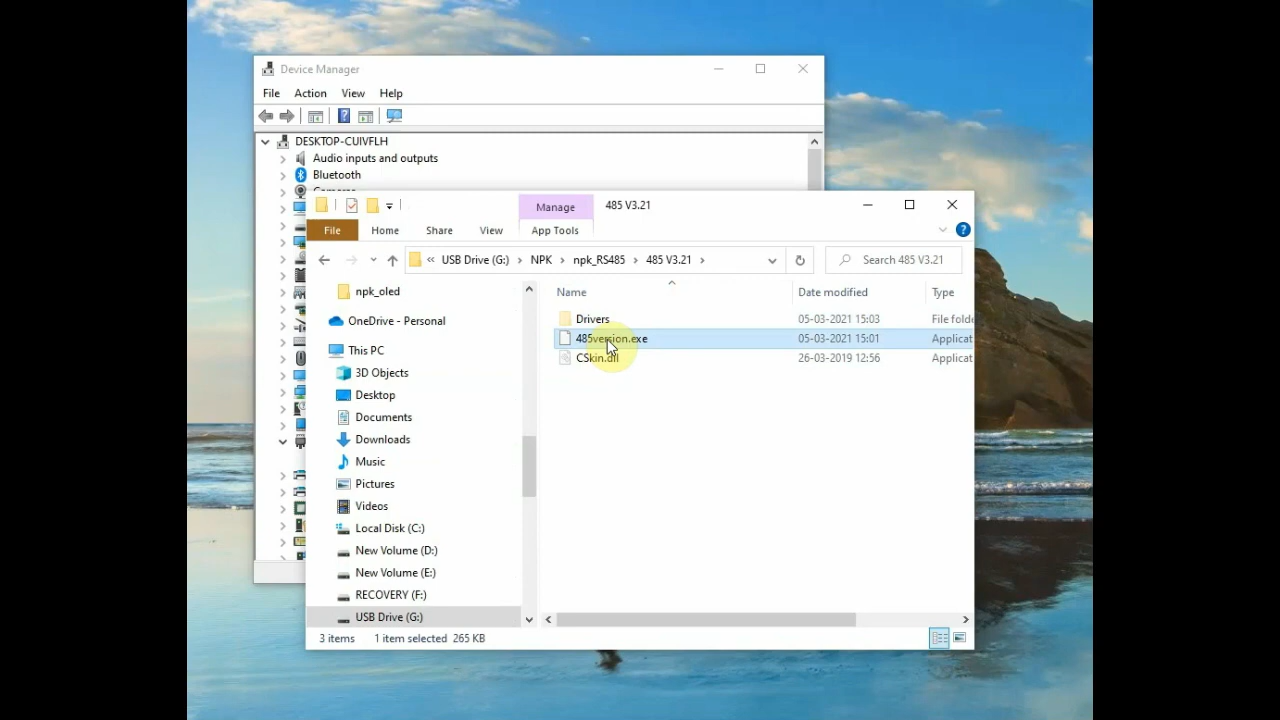 Device Manager
File Action View Help
DESKTOP-CUIVFLH
Audio inputs and outputs
Bluetooth
Cameras
Manage 485 V3.21
File Home Share View App Tools
« USB Drive (G:) > NPK > npk_RS485 > 485 V3.21 >
Search 485 V3.21
npk_oled
OneDrive - Personal
This PC
3D Objects
Desktop
Documents
Downloads
Music
Pictures
Videos
Local Disk (C:)
New Volume (D:)
New Volume (E:)
RECOVERY (F:)
USB Drive (G:)
Name Date modified Type
Drivers 05-03-2021 15:03 File folde
485version.exe 05-03-2021 15:01 Applicat
CSkin.dll 26-03-2019 12:56 Applicat
3 items 1 item selected 265 KB